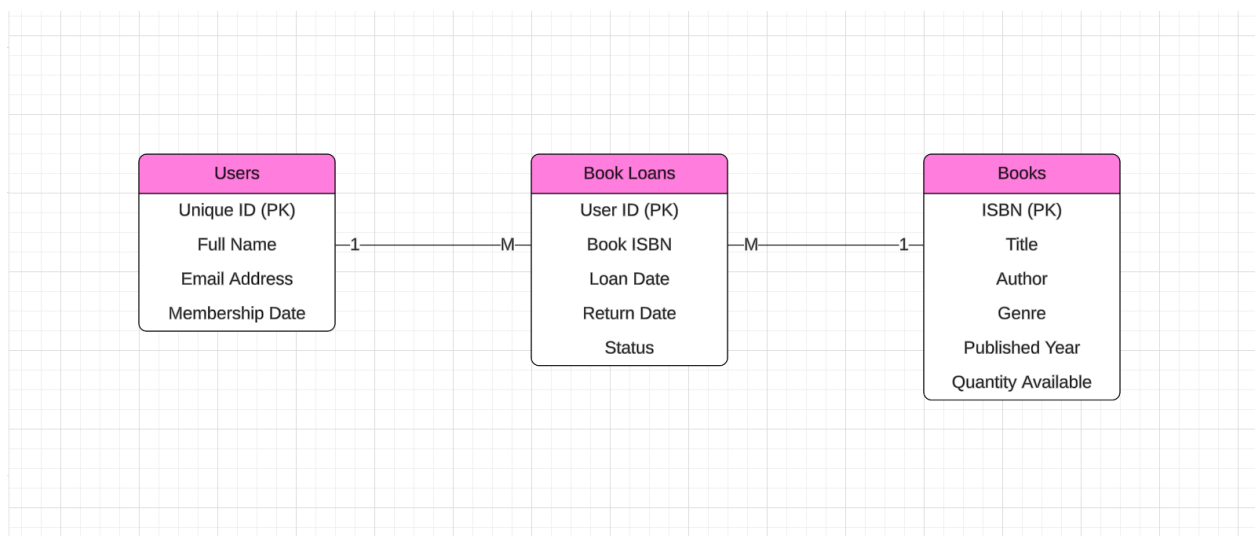 Users
Unique ID (PK)
Full Name
Email Address
Membership Date
1
M
Book Loans
User ID (PK)
Book ISBN
Loan Date
Return Date
Status
M
1
Books
ISBN (PK)
Title
Author
Genre
Published Year
Quantity Available